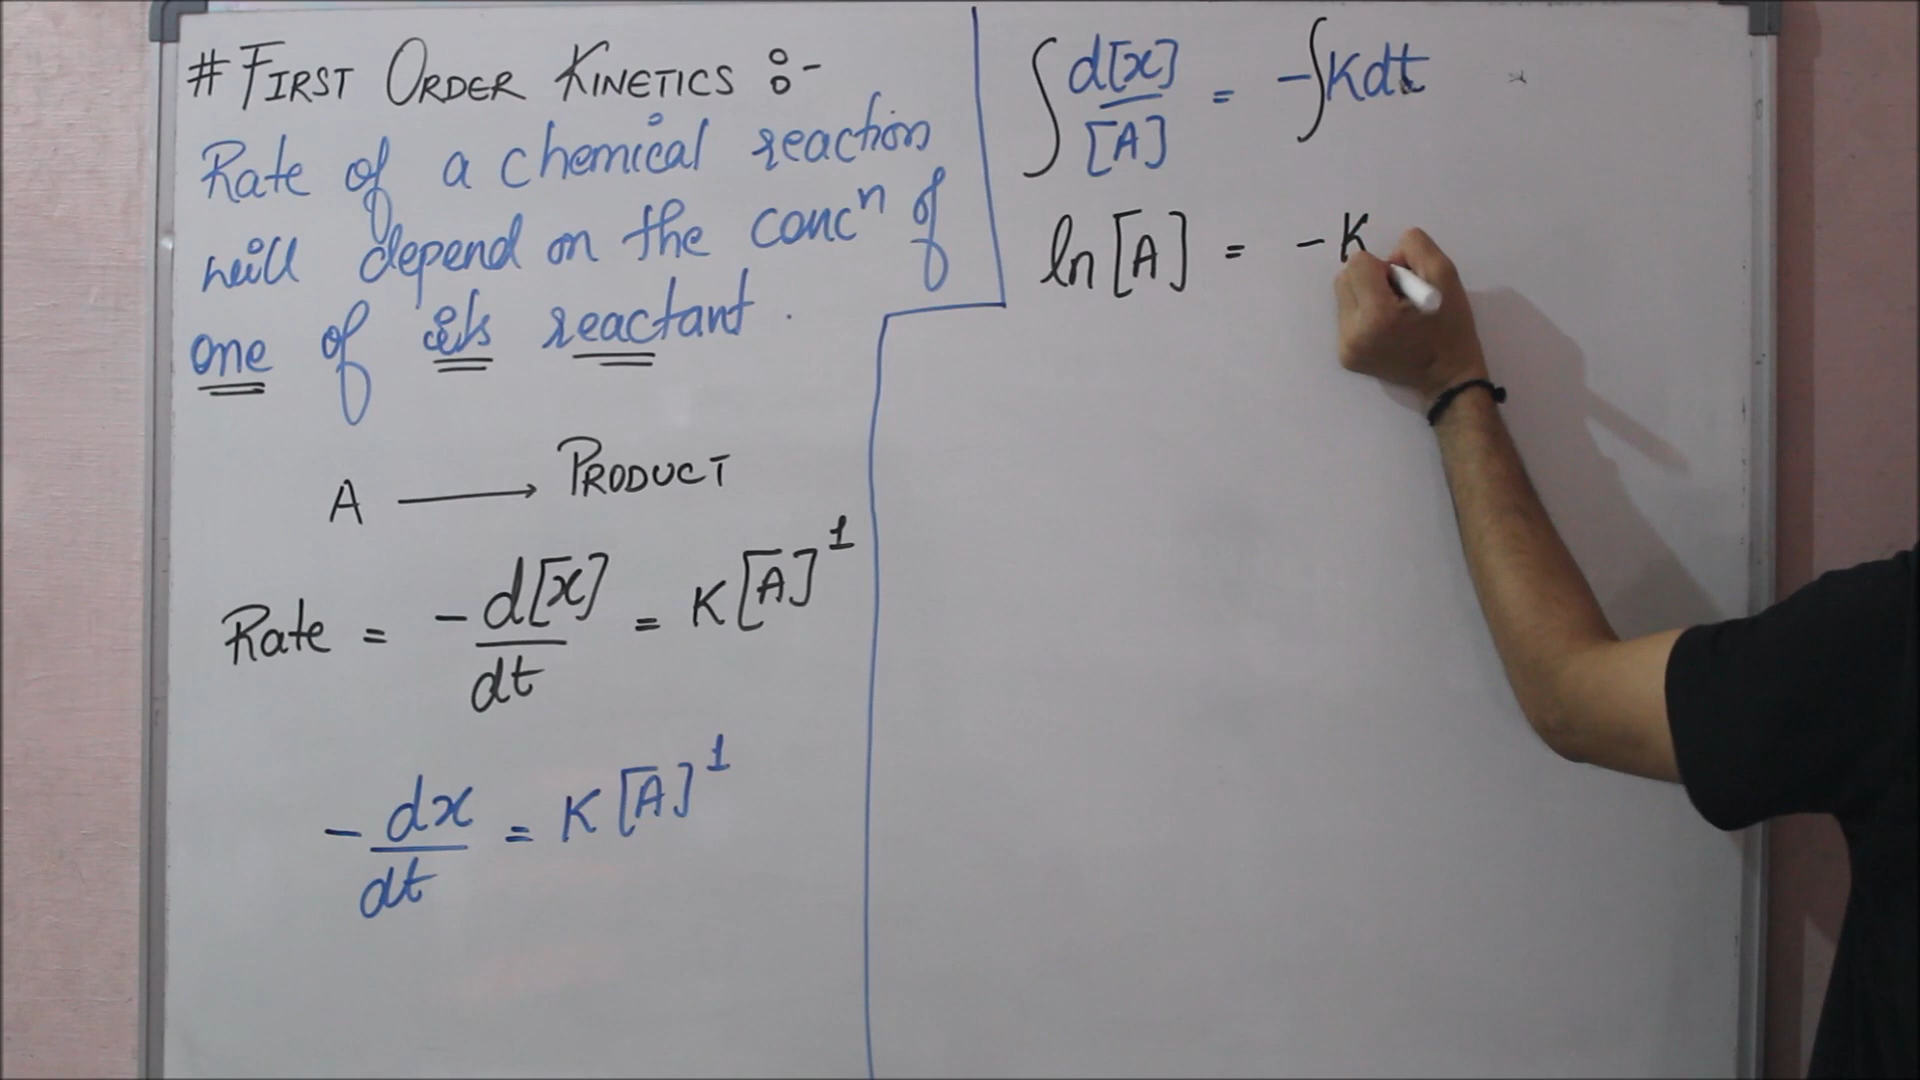 # FIRST ORDER KINETICS :-
Rate of a chemical reaction
will depend on the concⁿ of
one of its reactant .
A ⟶ PRODUCT
Rate = -d[x]/dt = K[A]¹
-dx/dt = K[A]¹
∫ d[x]/[A] = -∫Kdt
ln[A] = -K